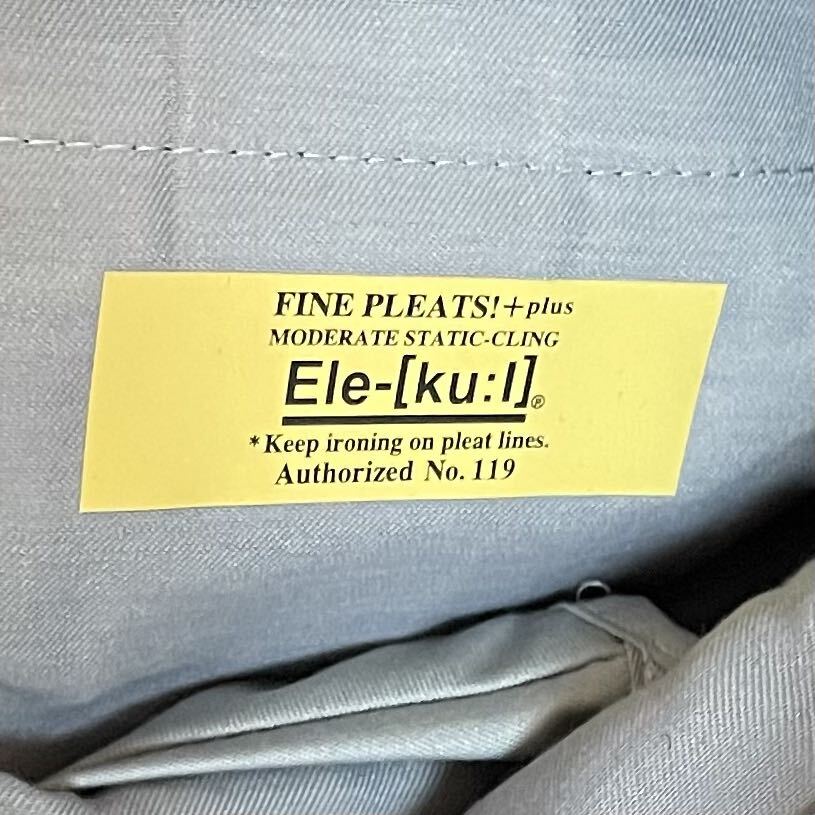 FINE PLEATS!+plus
MODERATE STATIC-CLING
Ele-[ku:l]℗
*Keep ironing on pleat lines.
Authorized No. 119